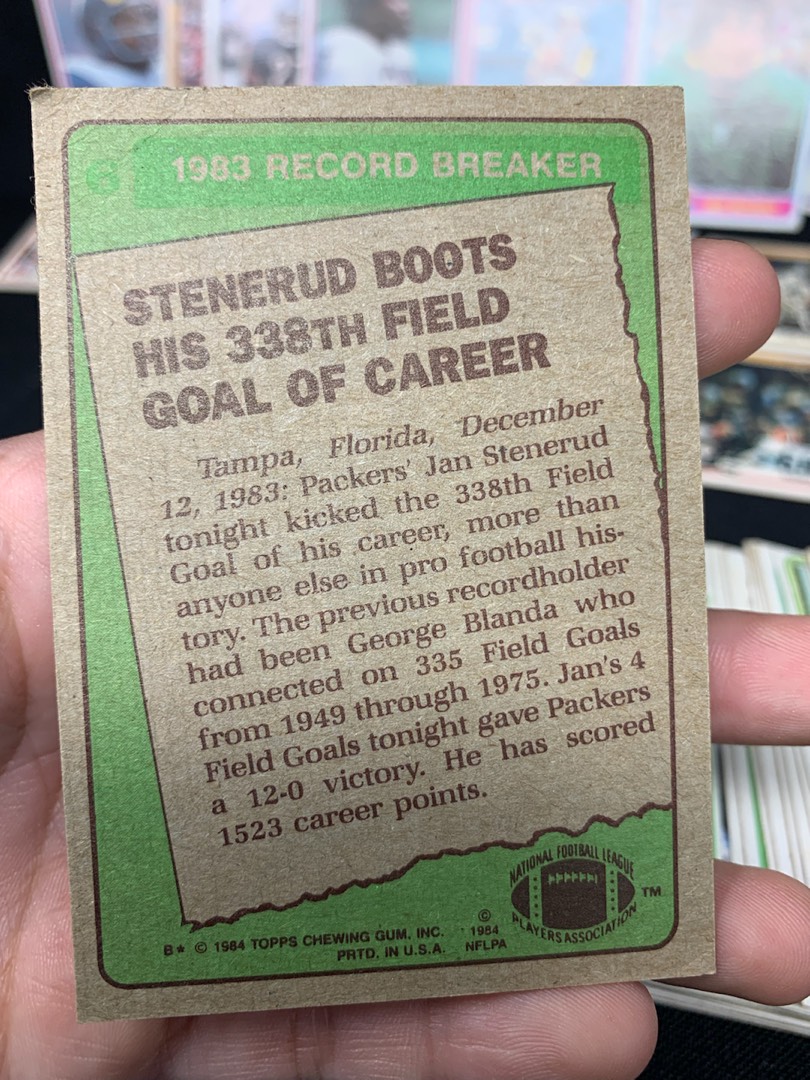 6
1983 RECORD BREAKER
STENERUD BOOTS
HIS 338TH FIELD
GOAL OF CAREER
Tampa, Florida, December
12, 1983: Packers' Jan Stenerud
tonight kicked the 338th Field
Goal of his career, more than
anyone else in pro football his-
tory. The previous recordholder
had been George Blanda who
connected on 335 Field Goals
from 1949 through 1975. Jan's 4
Field Goals tonight gave Packers
a 12-0 victory. He has scored
1523 career points.
NATIONAL FOOTBALL LEAGUE
PLAYERS ASSOCIATION
TM
B* © 1984 TOPPS CHEWING GUM, INC.
PRTD. IN U.S.A.
©
1984
NFLPA